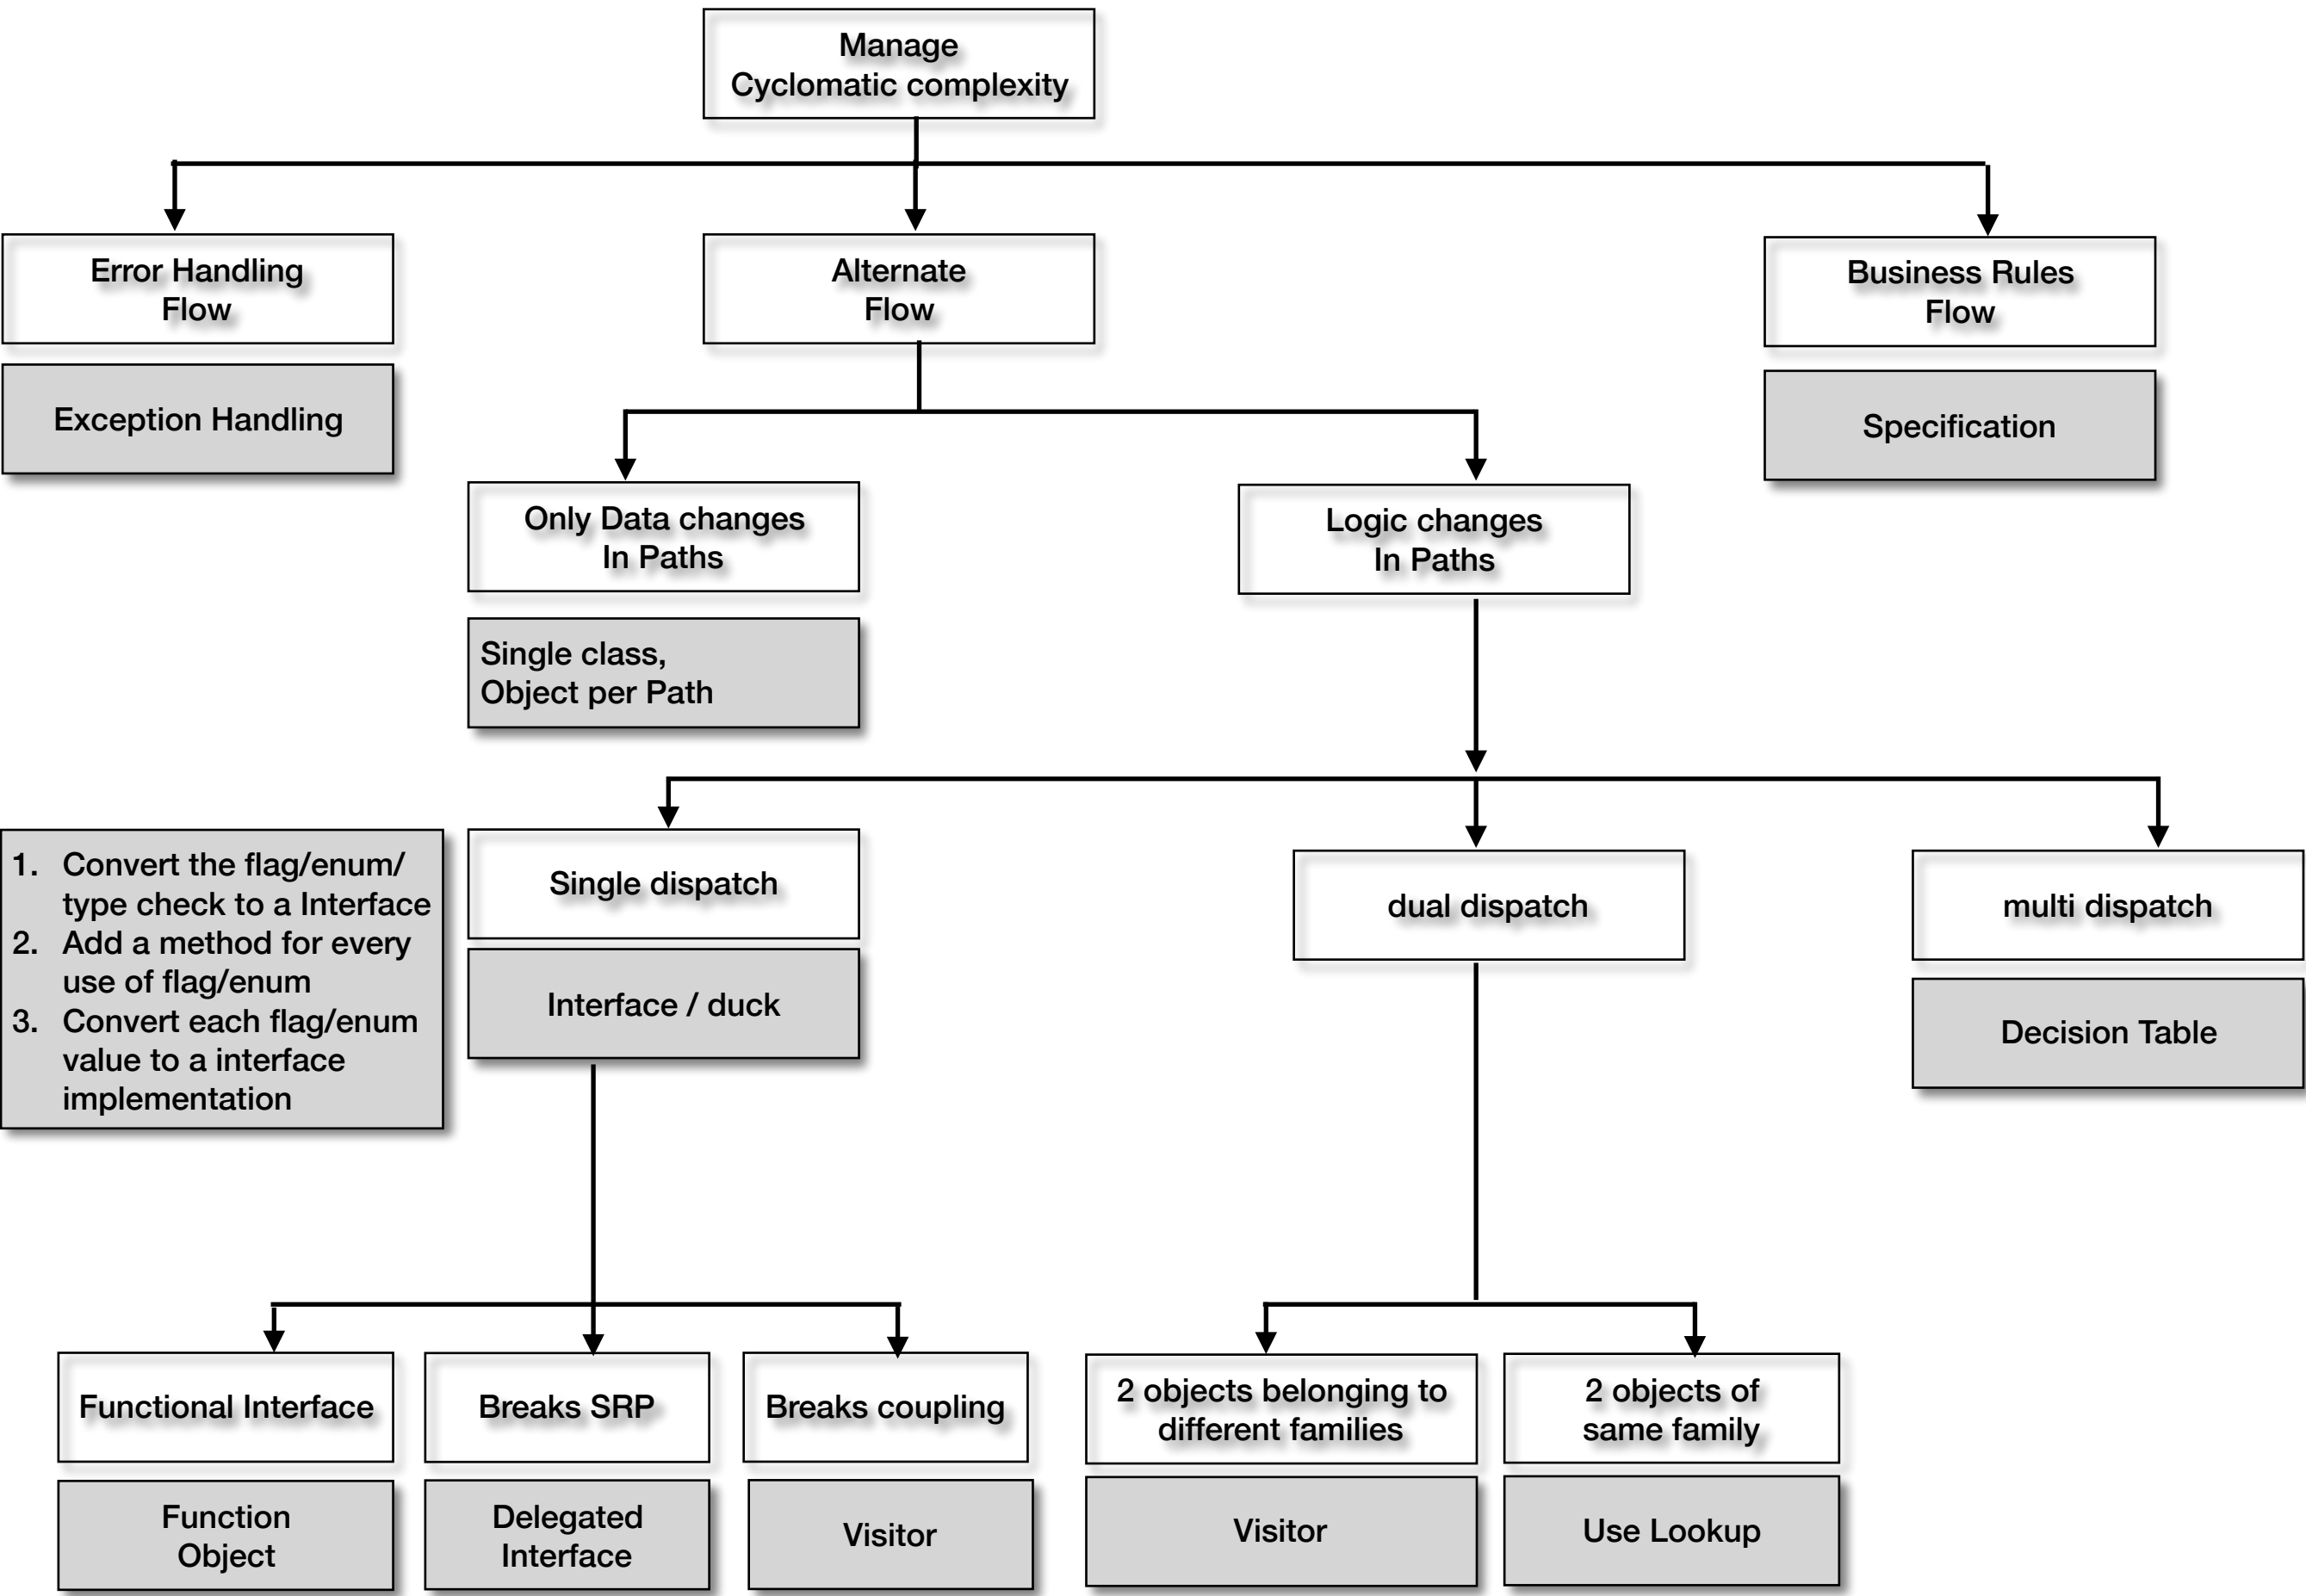 Manage
Cyclomatic complexity
Error Handling
Flow
Alternate
Flow
Business Rules
Flow
Exception Handling
Specification
Only Data changes
In Paths
Logic changes
In Paths
Single class,
Object per Path
1. Convert the flag/enum/
type check to a Interface
2. Add a method for every
use of flag/enum
3. Convert each flag/enum
value to a interface
implementation
Single dispatch
dual dispatch
multi dispatch
Interface / duck
Decision Table
Functional Interface
Breaks SRP
Breaks coupling
2 objects belonging to
different families
2 objects of
same family
Function
Object
Delegated
Interface
Visitor
Visitor
Use Lookup